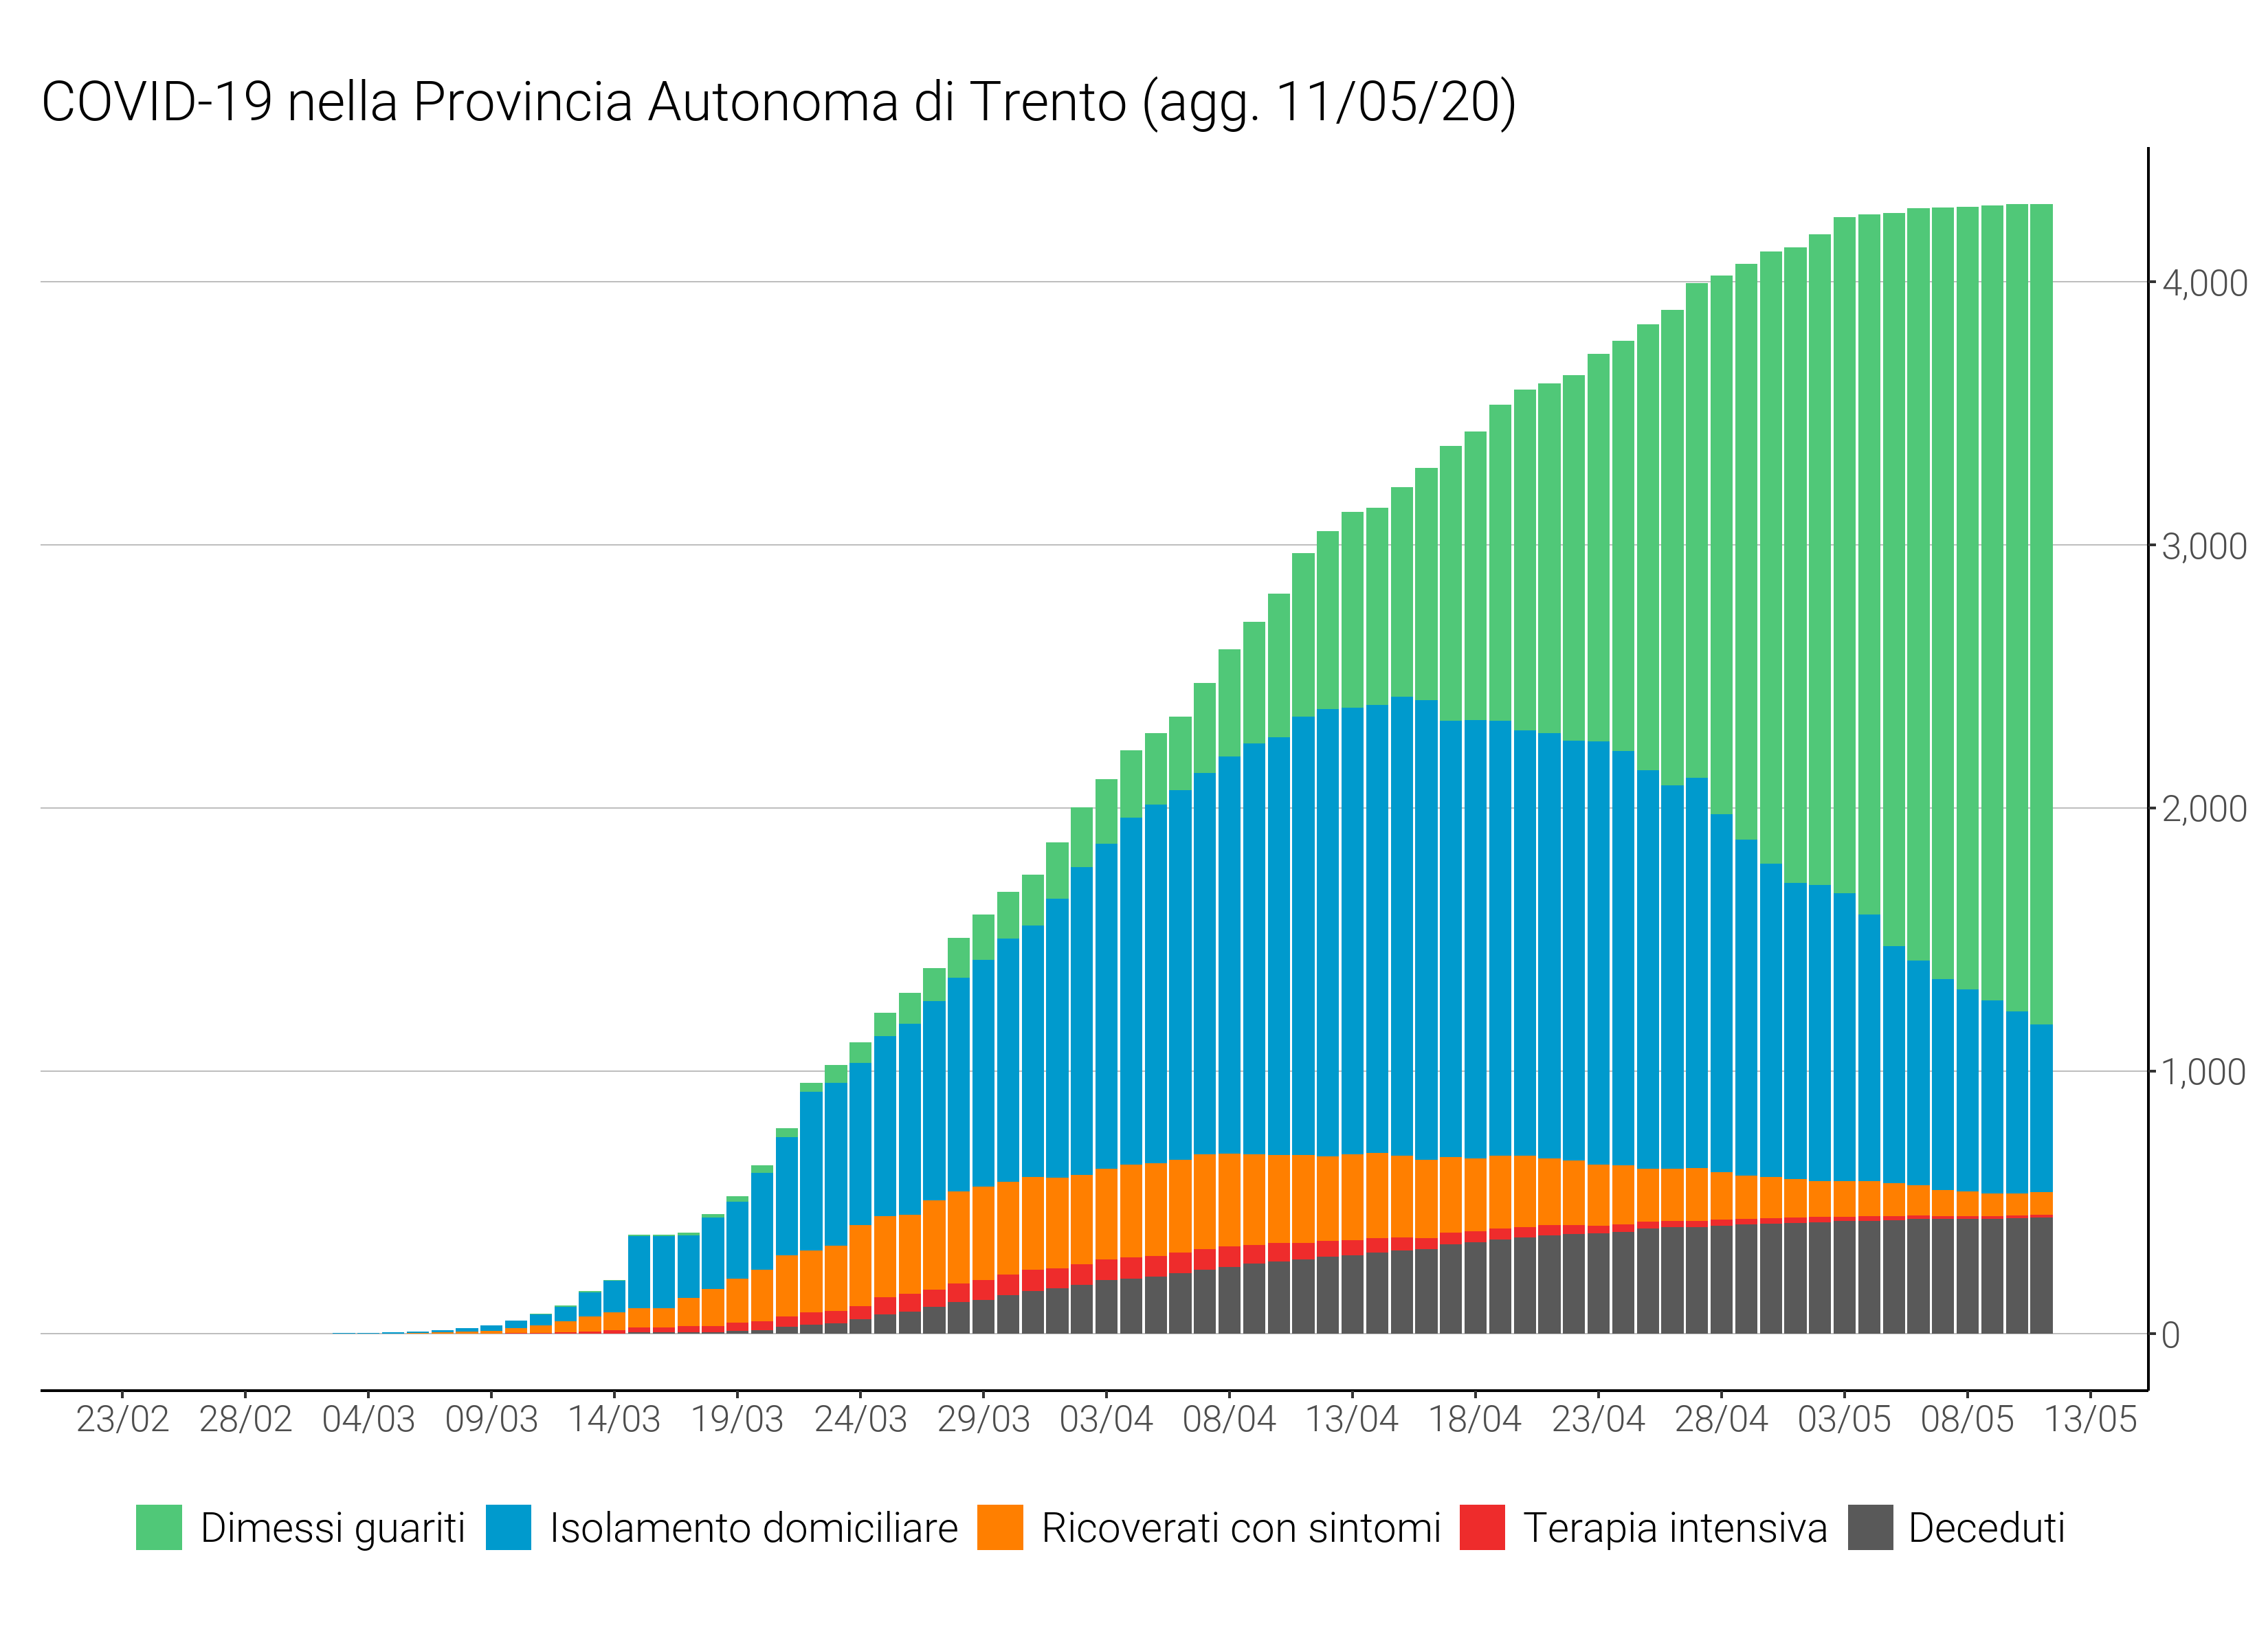 COVID-19 nella Provincia Autonoma di Trento (agg. 11/05/20)
4,000
3,000
2,000
1,000
0
23/02 28/02 04/03 09/03 14/03 19/03 24/03 29/03 03/04 08/04 13/04 18/04 23/04 28/04 03/05 08/05 13/05
Dimessi guariti Isolamento domiciliare Ricoverati con sintomi Terapia intensiva Deceduti